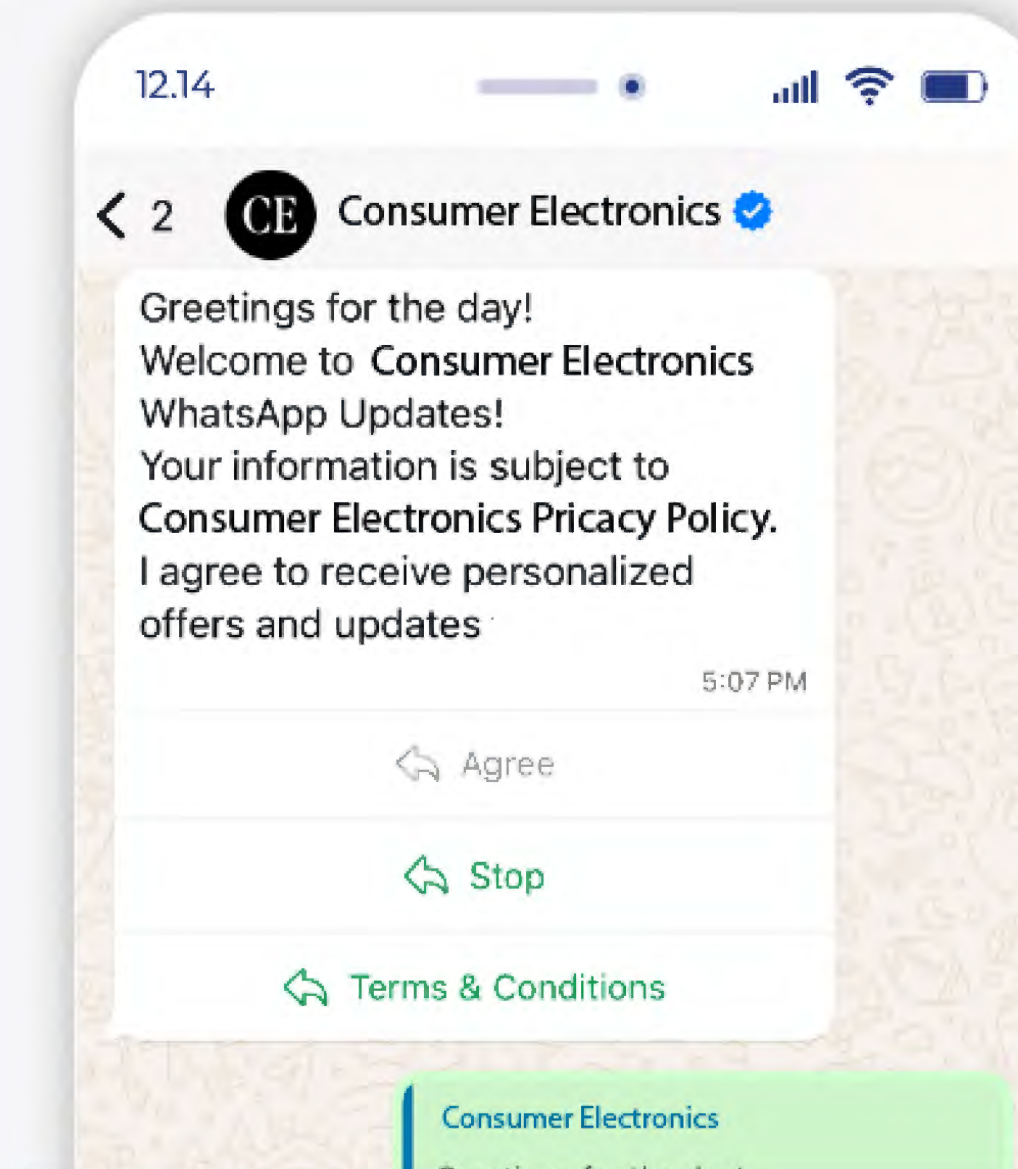 12.14
2
CE
Consumer Electronics
Greetings for the day!
Welcome to Consumer Electronics
WhatsApp Updates!
Your information is subject to
Consumer Electronics Pricacy Policy.
I agree to receive personalized
offers and updates
5:07 PM
Agree
Stop
Terms & Conditions
Consumer Electronics